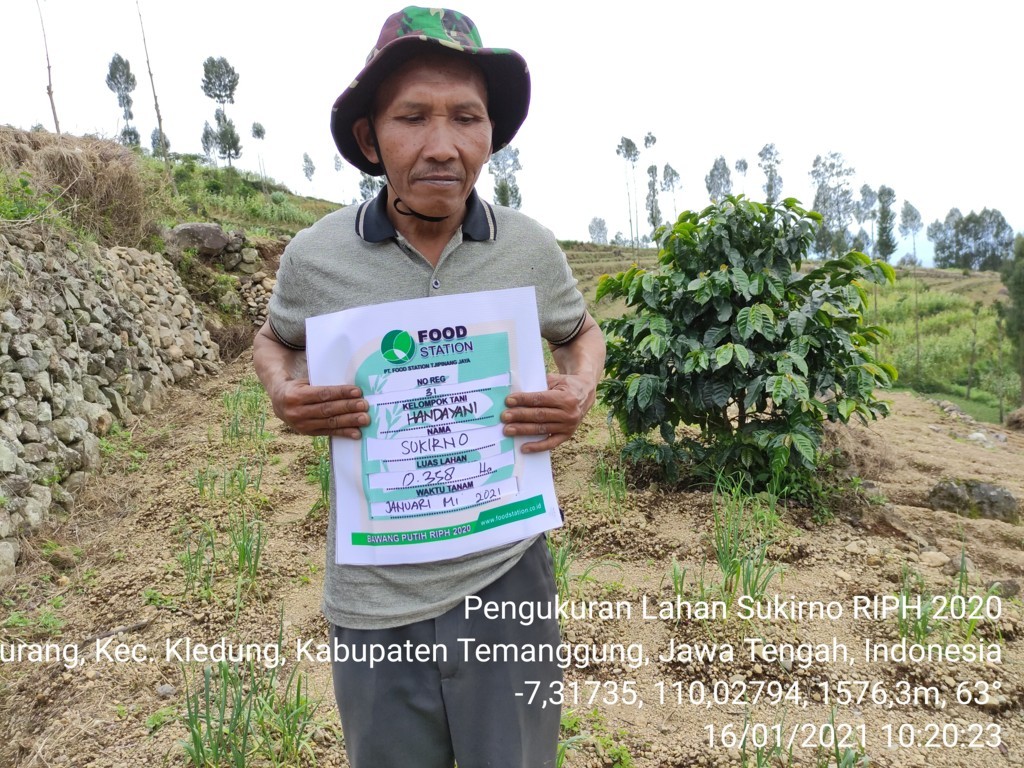 FOOD
STATION
PT. FOOD STATION TJIPINANG JAYA
NO REG
31
KELOMPOK TANI
HANDAYANI
NAMA
SUKIRNO
LUAS LAHAN
0.358 Ha
WAKTU TANAM
JANUARI M1 2021
www.foodstation.co.id
BAWANG PUTIH RIPH 2020
Pengukuran Lahan Sukirno RIPH 2020
urang, Kec. Kledung, Kabupaten Temanggung, Jawa Tengah, Indonesia
-7,31735, 110,02794, 1576,3m, 63°
16/01/2021 10:20:23